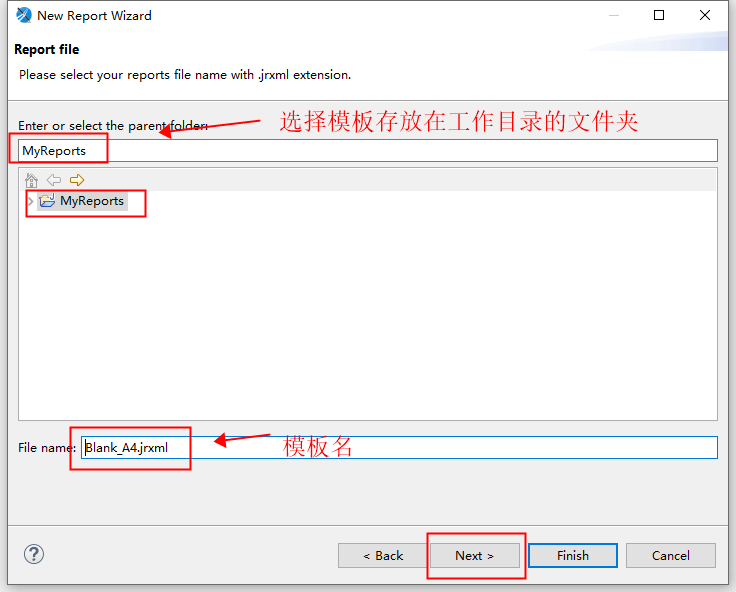 New Report Wizard
Report file
Please select your reports file name with .jrxml extension.
Enter or select the parent folder:
选择模板存放在工作目录的文件夹
MyReports
MyReports
File name:
Blank_A4.jrxml
模板名
?
< Back
Next >
Finish
Cancel